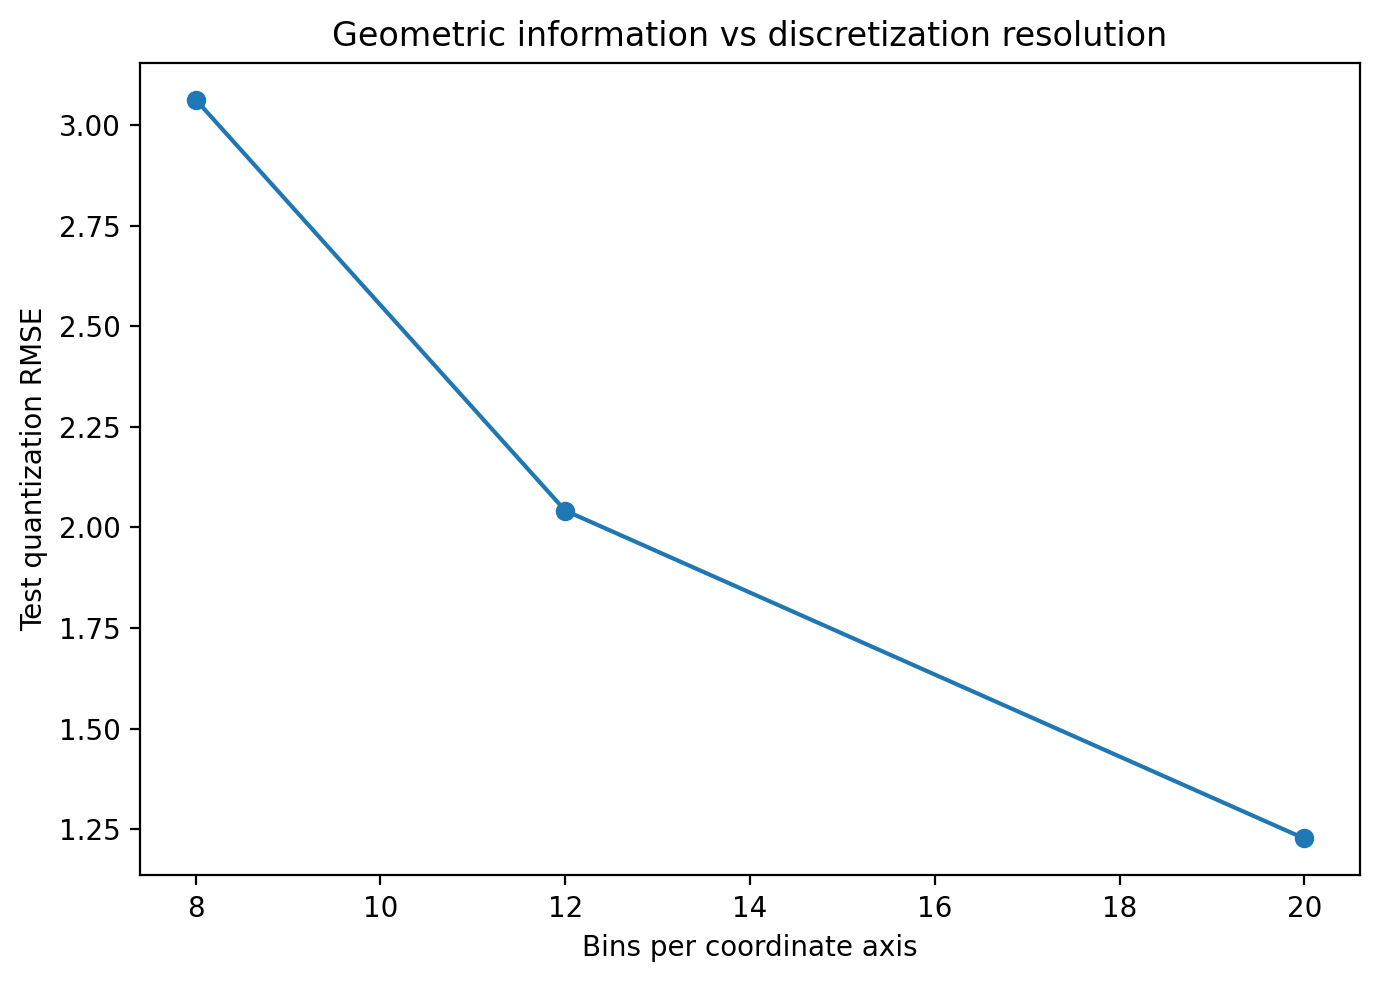 Geometric information vs discretization resolution
Test quantization RMSE
3.00
2.75
2.50
2.25
2.00
1.75
1.50
1.25
8 10 12 14 16 18 20
Bins per coordinate axis